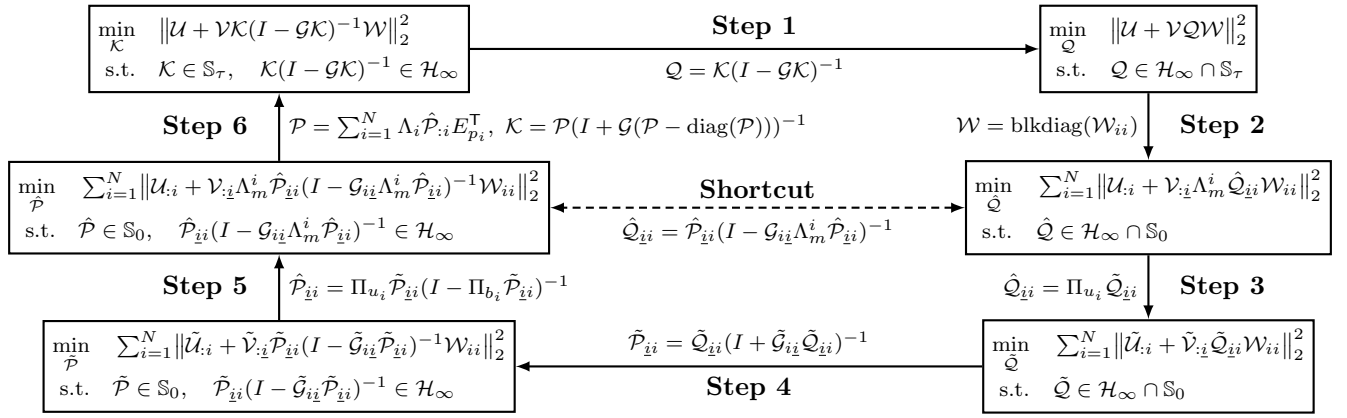 min_𝒦 ‖𝒰 + 𝒱𝒦(I − 𝒢𝒦)^{−1}𝒲‖_2^2
s.t. 𝒦 ∈ 𝕊_τ, 𝒦(I − 𝒢𝒦)^{−1} ∈ ℋ_∞
Step 1
𝒬 = 𝒦(I − 𝒢𝒦)^{−1}
min_𝒬 ‖𝒰 + 𝒱𝒬𝒲‖_2^2
s.t. 𝒬 ∈ ℋ_∞ ∩ 𝕊_τ
Step 6
𝒫 = ∑_{i=1}^N Λ_i 𝒫̂_{:i} E_{p_i}^⊤, 𝒦 = 𝒫(I + 𝒢(𝒫 − diag(𝒫)))^{−1}
𝒲 = blkdiag(𝒲_{ii})
Step 2
min_𝒫̂ ∑_{i=1}^N ‖𝒰_{:i} + 𝒱_{:i̲} Λ_m^i 𝒫̂_{i̲i}(I − 𝒢_{ii̲} Λ_m^i 𝒫̂_{i̲i})^{−1} 𝒲_{ii}‖_2^2
s.t. 𝒫̂ ∈ 𝕊_0, 𝒫̂_{i̲i}(I − 𝒢_{ii̲} Λ_m^i 𝒫̂_{i̲i})^{−1} ∈ ℋ_∞
Shortcut
𝒬̂_{i̲i} = 𝒫̂_{i̲i}(I − 𝒢_{ii̲} Λ_m^i 𝒫̂_{i̲i})^{−1}
min_𝒬̂ ∑_{i=1}^N ‖𝒰_{:i} + 𝒱_{:i̲} Λ_m^i 𝒬̂_{i̲i} 𝒲_{ii}‖_2^2
s.t. 𝒬̂ ∈ ℋ_∞ ∩ 𝕊_0
Step 5
𝒫̂_{i̲i} = Π_{u_i} 𝒫̃_{i̲i}(I − Π_{b_i} 𝒫̃_{i̲i})^{−1}
𝒬̂_{i̲i} = Π_{u_i} 𝒬̃_{i̲i}
Step 3
min_𝒫̃ ∑_{i=1}^N ‖𝒰̃_{:i} + 𝒱̃_{:i̲} 𝒫̃_{i̲i}(I − 𝒢̃_{ii̲} 𝒫̃_{i̲i})^{−1} 𝒲_{ii}‖_2^2
s.t. 𝒫̃ ∈ 𝕊_0, 𝒫̃_{i̲i}(I − 𝒢̃_{ii̲} 𝒫̃_{i̲i})^{−1} ∈ ℋ_∞
𝒫̃_{i̲i} = 𝒬̃_{i̲i}(I + 𝒢̃_{ii̲} 𝒬̃_{i̲i})^{−1}
Step 4
min_𝒬̃ ∑_{i=1}^N ‖𝒰̃_{:i} + 𝒱̃_{:i̲} 𝒬̃_{i̲i} 𝒲_{ii}‖_2^2
s.t. 𝒬̃ ∈ ℋ_∞ ∩ 𝕊_0